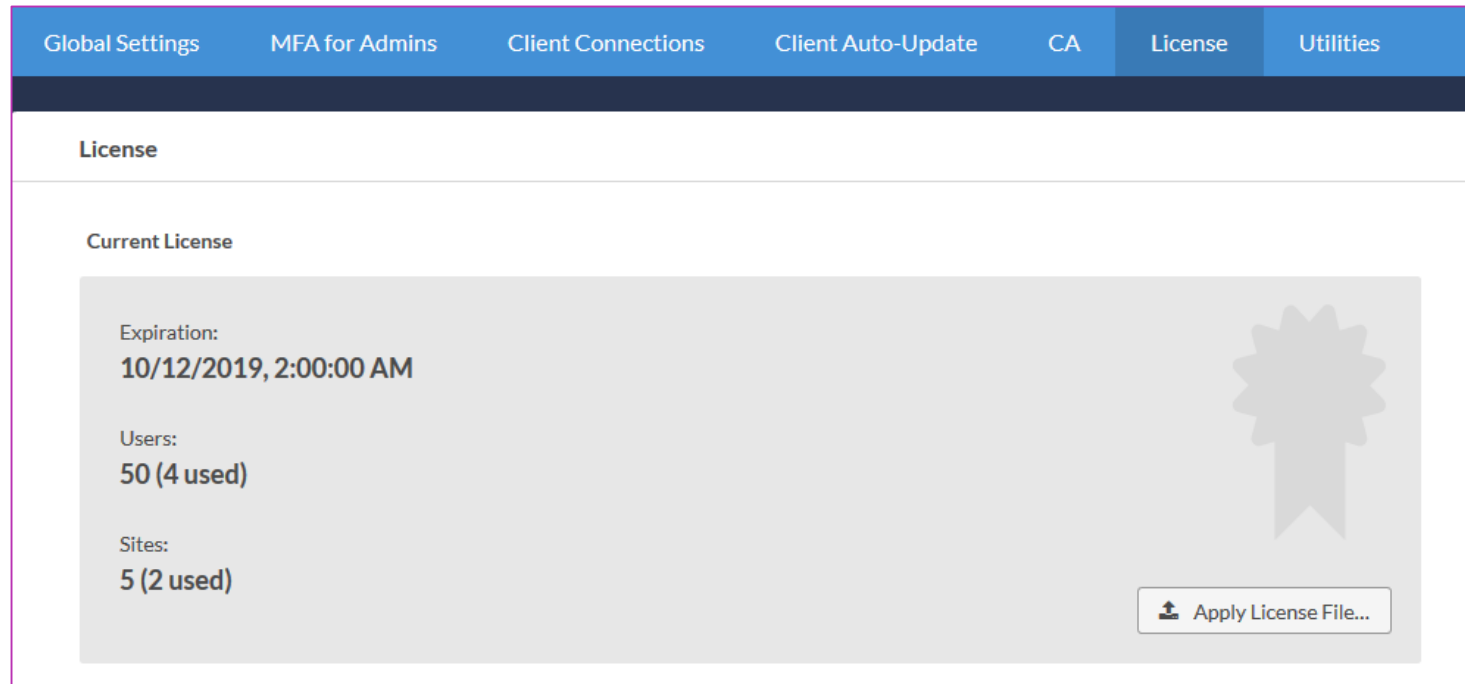 Global Settings MFA for Admins Client Connections Client Auto-Update CA License Utilities
License
Current License
Expiration:
10/12/2019, 2:00:00 AM
Users:
50 (4 used)
Sites:
5 (2 used)
Apply License File...